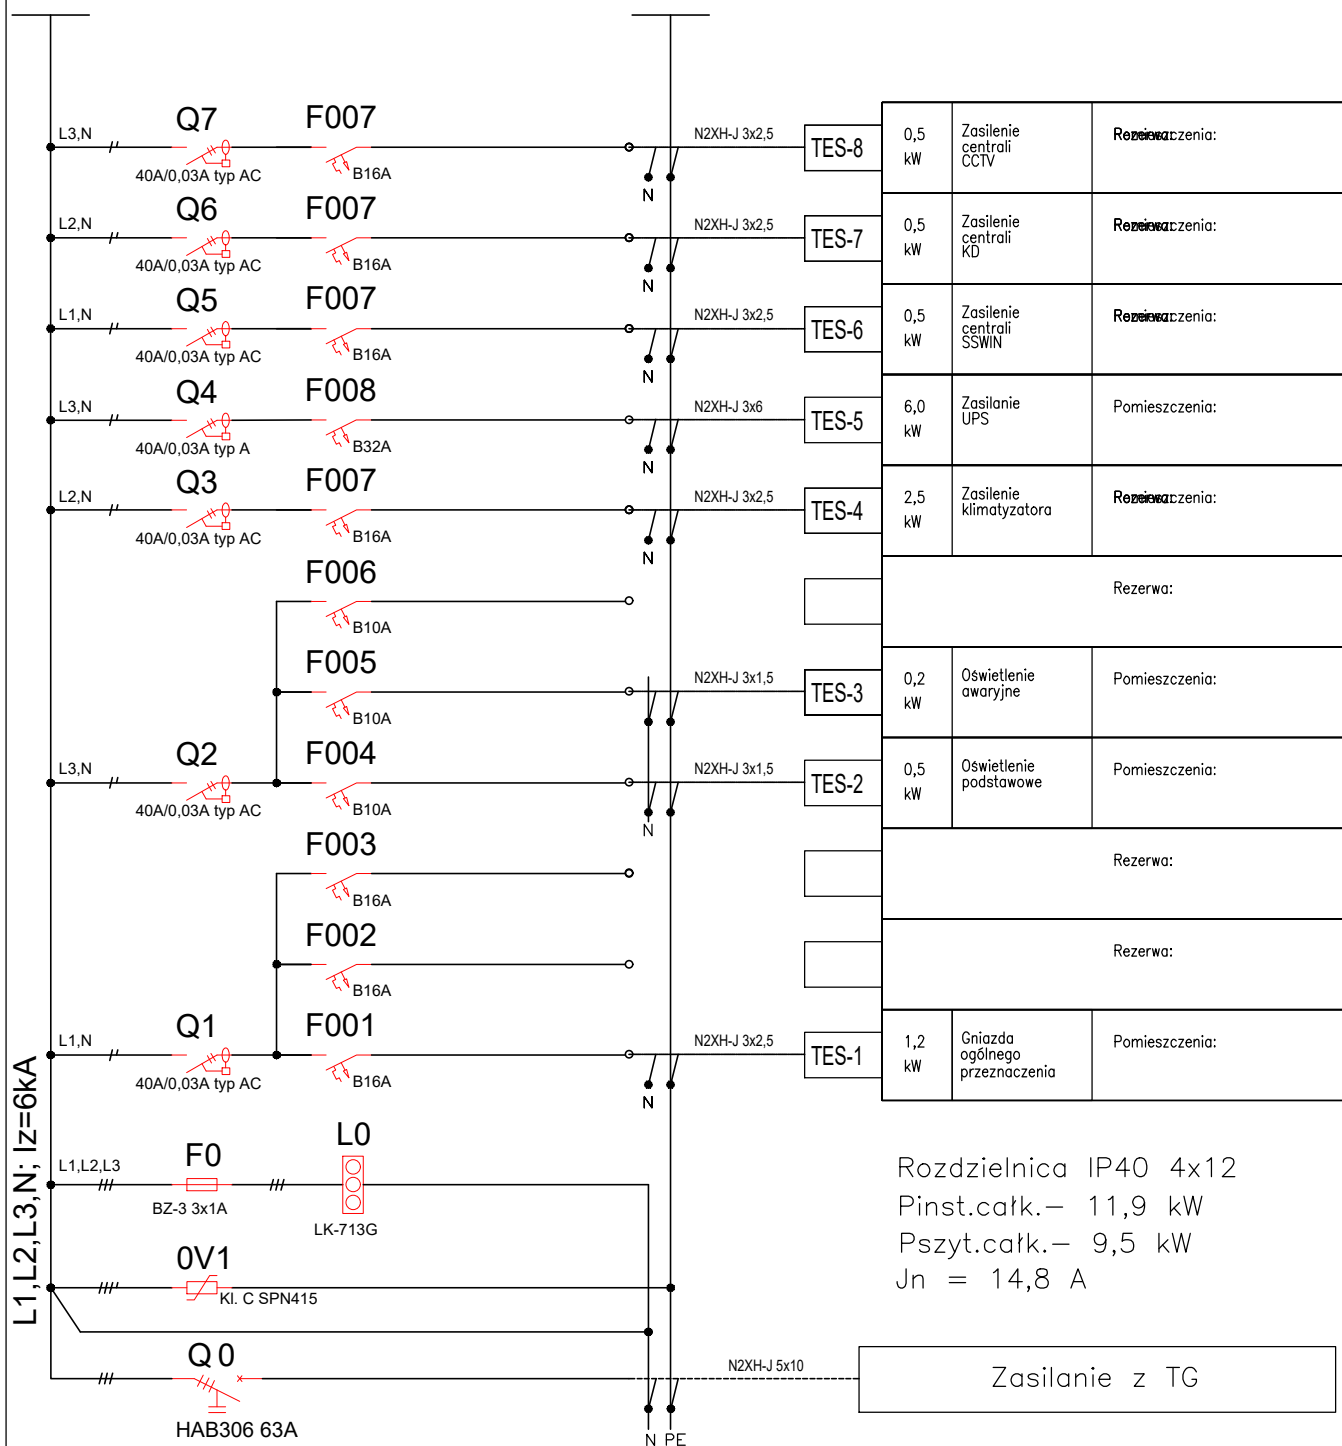 Q7 F007
L3,N N2XH-J 3x2,5 TES-8 0,5 kW Zasilenie centrali CCTV
40A/0,03A typ AC B16A N
Q6 F007
L2,N N2XH-J 3x2,5 TES-7 0,5 kW Zasilenie centrali KD
40A/0,03A typ AC B16A N
Q5 F007
L1,N N2XH-J 3x2,5 TES-6 0,5 kW Zasilenie centrali SSWIN
40A/0,03A typ AC B16A N
Q4 F008
L3,N N2XH-J 3x6 TES-5 6,0 kW Zasilanie UPS Pomieszczenia:
40A/0,03A typ A B32A N
Q3 F007
L2,N N2XH-J 3x2,5 TES-4 2,5 kW Zasilenie klimatyzatora
40A/0,03A typ AC B16A N
F006
B10A Rezerwa:
F005
N2XH-J 3x1,5 TES-3 0,2 kW Oświetlenie awaryjne Pomieszczenia:
B10A
Q2 F004
L3,N N2XH-J 3x1,5 TES-2 0,5 kW Oświetlenie podstawowe Pomieszczenia:
40A/0,03A typ AC B10A N
F003
B16A Rezerwa:
F002
B16A Rezerwa:
Q1 F001
L1,N N2XH-J 3x2,5 TES-1 1,2 kW Gniazda ogólnego przeznaczenia Pomieszczenia:
40A/0,03A typ AC B16A N
L1,L2,L3,N; Iz=6kA
F0 L0
L1,L2,L3
BZ-3 3x1A LK-713G
0V1
Kl. C SPN415
Q0
HAB306 63A
N2XH-J 5x10
N PE
Rozdzielnica IP40 4x12
Pinst.całk.– 11,9 kW
Pszyt.całk.– 9,5 kW
Jn = 14,8 A
Zasilanie z TG